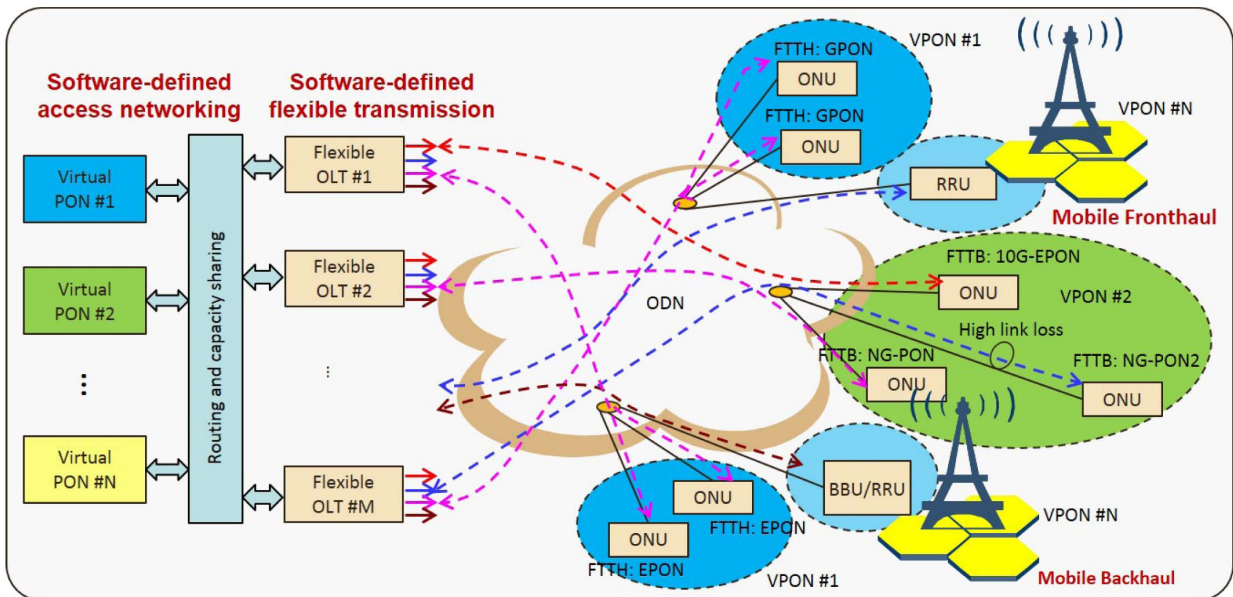 Software-defined
access networking
Software-defined
flexible transmission
Virtual
PON #1
Virtual
PON #2
⋮
Virtual
PON #N
Routing and capacity sharing
Flexible
OLT #1
Flexible
OLT #2
...
Flexible
OLT #M
ODN
FTTH: GPON
ONU
FTTH: GPON
ONU
VPON #1
VPON #N
RRU
Mobile Fronthaul
FTTB: 10G-EPON
ONU
VPON #2
High link loss
FTTB: NG-PON
ONU
FTTB: NG-PON2
ONU
BBU/RRU
VPON #N
Mobile Backhaul
ONU
FTTH: EPON
ONU
FTTH: EPON
VPON #1